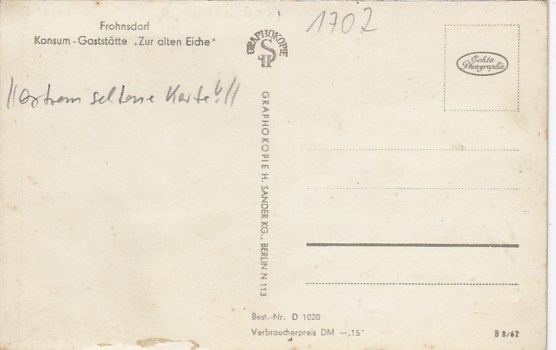 Frohnsdorf
Konsum-Gaststätte „Zur alten Eiche"
!!extrem seltene Karte!!!
1702
GRAPHOKOPIE
Echte Photographie
GRAPHOKOPIE H. SANDER KG., BERLIN N 113
Best.-Nr. D 1020
Verbraucherpreis DM —,15"
B 8/62